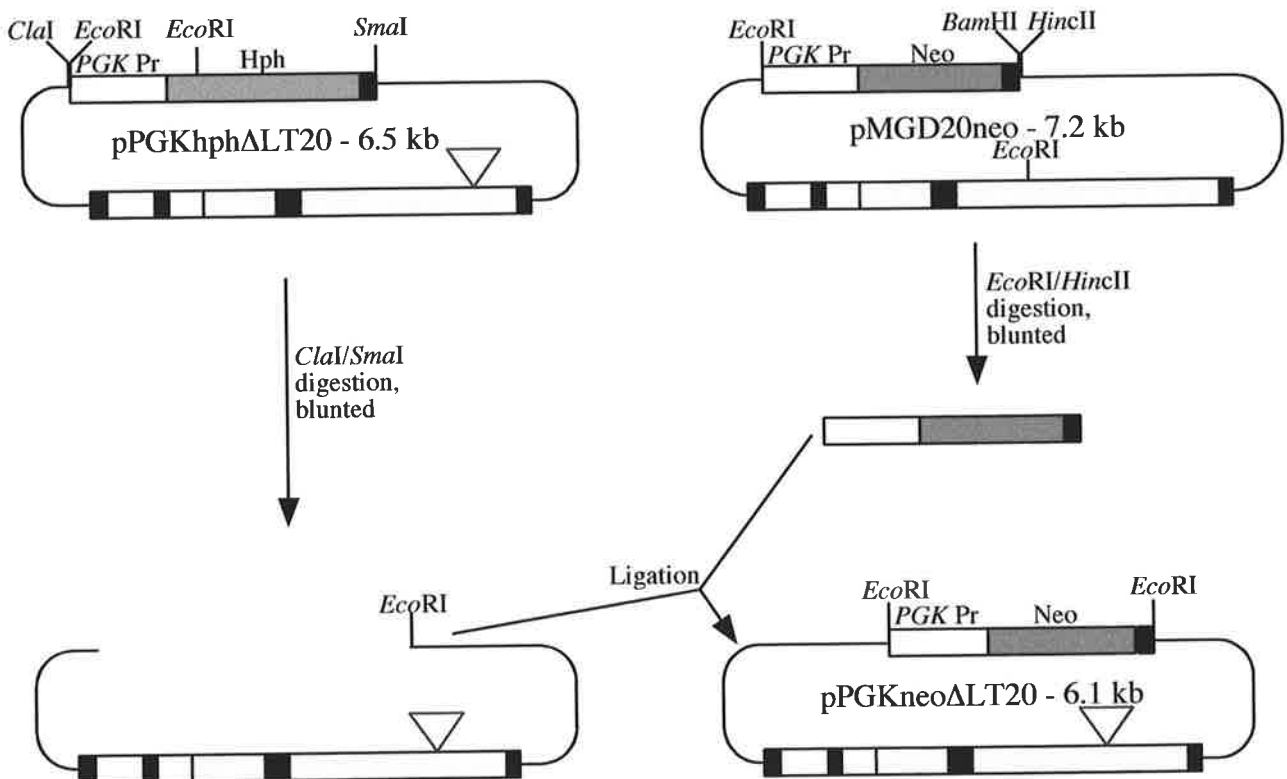 ClaI EcoRI EcoRI SmaI
PGK Pr Hph
pPGKhphΔLT20 - 6.5 kb
EcoRI BamHI HincII
PGK Pr Neo
pMGD20neo - 7.2 kb
EcoRI
ClaI/SmaI
digestion,
blunted
EcoRI/HincII
digestion,
blunted
EcoRI
Ligation
EcoRI EcoRI
PGK Pr Neo
pPGKneoΔLT20 - 6.1 kb